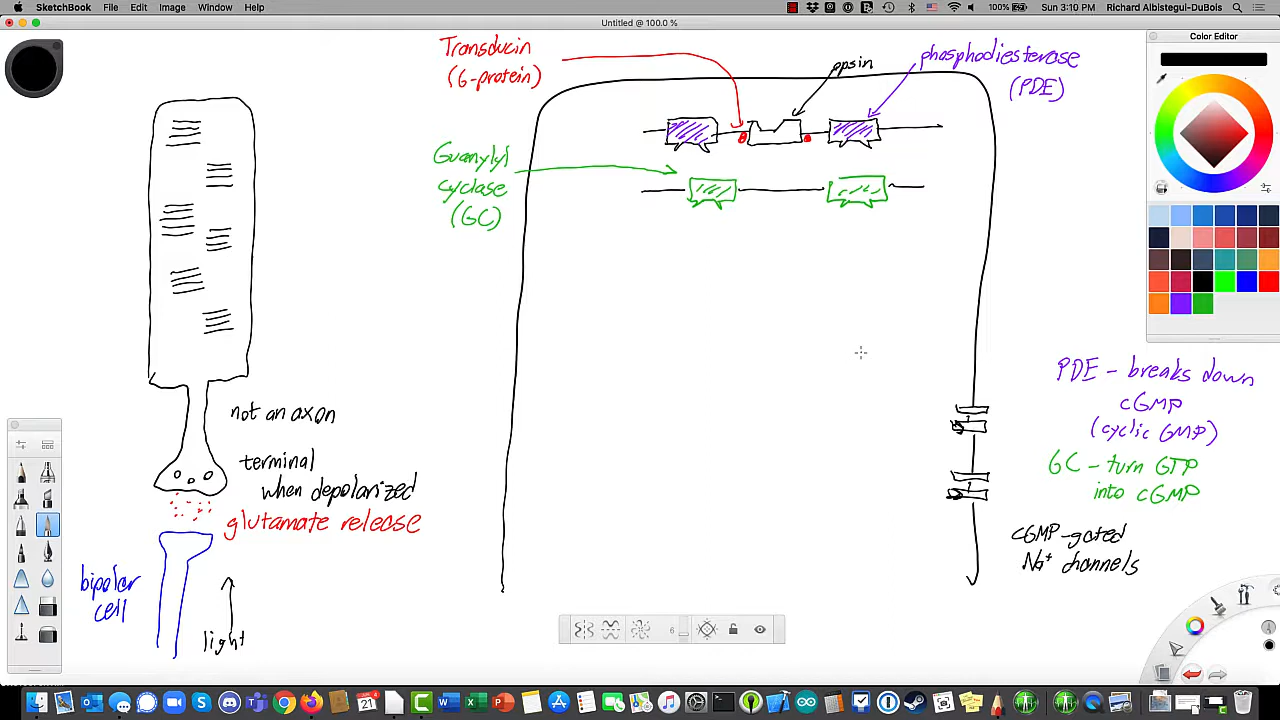 SketchBook File Edit Image Window Help
100% Sun 3:10 PM Richard Albistegui-DuBois
Untitled @ 100.0 %
Color Editor
Transducin
(G-protein)
opsin
phosphodiesterase
(PDE)
Guanylyl
cyclase
(GC)
not an axon
terminal
when depolarized
glutamate release
bipolar
cell
light
PDE - breaks down
cGMP
(cyclic GMP)
GC - turn GTP
into cGMP
cGMP-gated
Na+ channels
6